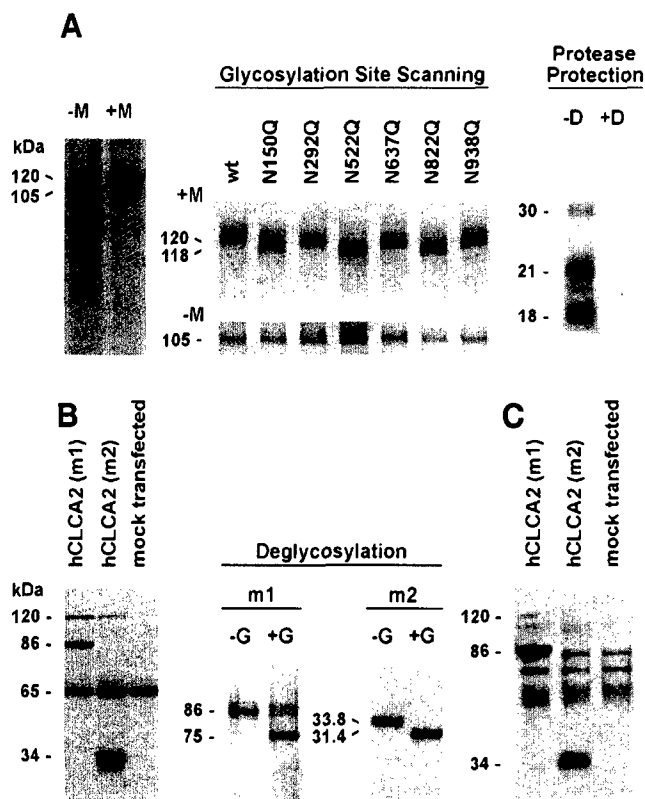 A
Glycosylation Site Scanning
Protease
Protection
-M +M
kDa
120
105
wt N150Q N292Q N522Q N637Q N822Q N938Q
+M
120
118
-M
105 -
-D +D
30 -
21 -
18 -
B
hCLCA2 (m1) hCLCA2 (m2) mock transfected
kDa
120 -
86 -
65 -
34 -
Deglycosylation
m1 m2
-G +G -G +G
86 -
75 -
33.8
31.4
C
hCLCA2 (m1) hCLCA2 (m2) mock transfected
120 -
86 -
34 -